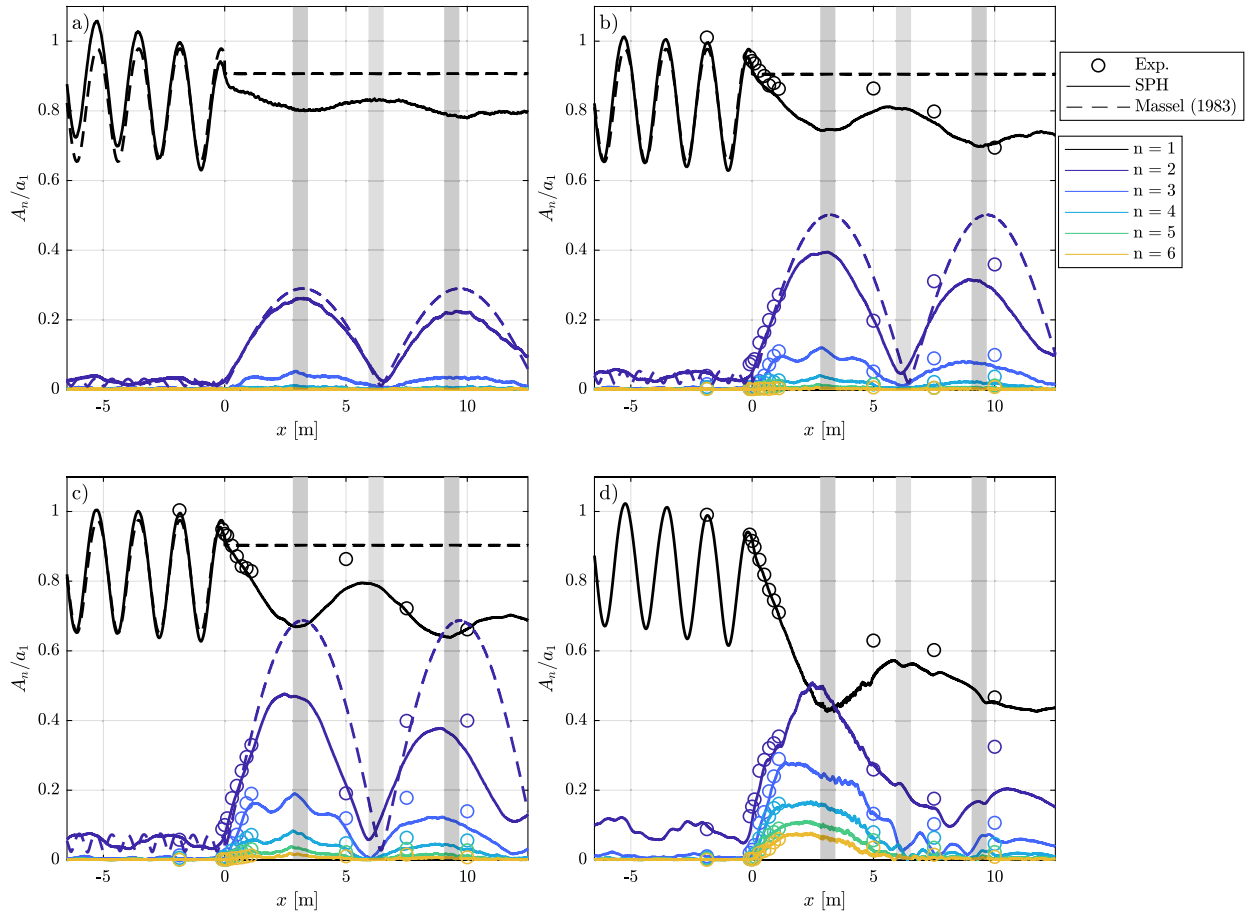 a)
1
0.8
0.6
0.4
0.2
0
A_n/a_1
-5
0
5
10
x [m]
b)
1
0.8
0.6
0.4
0.2
0
A_n/a_1
-5
0
5
10
x [m]
Exp.
SPH
Massel (1983)
n = 1
n = 2
n = 3
n = 4
n = 5
n = 6
c)
1
0.8
0.6
0.4
0.2
0
A_n/a_1
-5
0
5
10
x [m]
d)
1
0.8
0.6
0.4
0.2
0
A_n/a_1
-5
0
5
10
x [m]